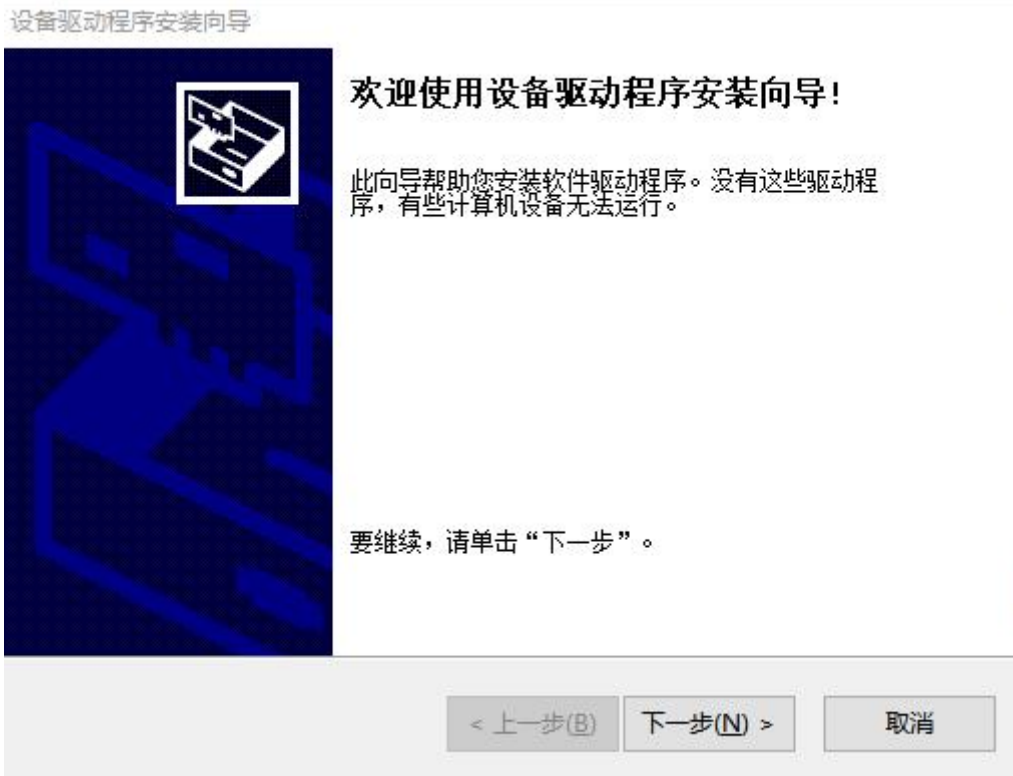 设备驱动程序安装向导
欢迎使用设备驱动程序安装向导!
此向导帮助您安装软件驱动程序。没有这些驱动程
序，有些计算机设备无法运行。
要继续，请单击“下一步”。
< 上一步(B)
下一步(N) >
取消